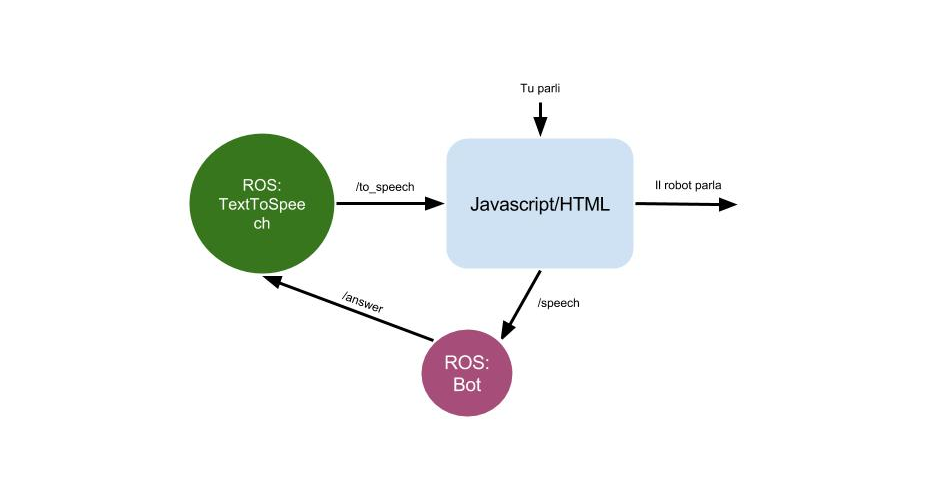 Tu parli
ROS:
TextToSpee
ch
/to_speech
Javascript/HTML
Il robot parla
/answer
/speech
ROS:
Bot